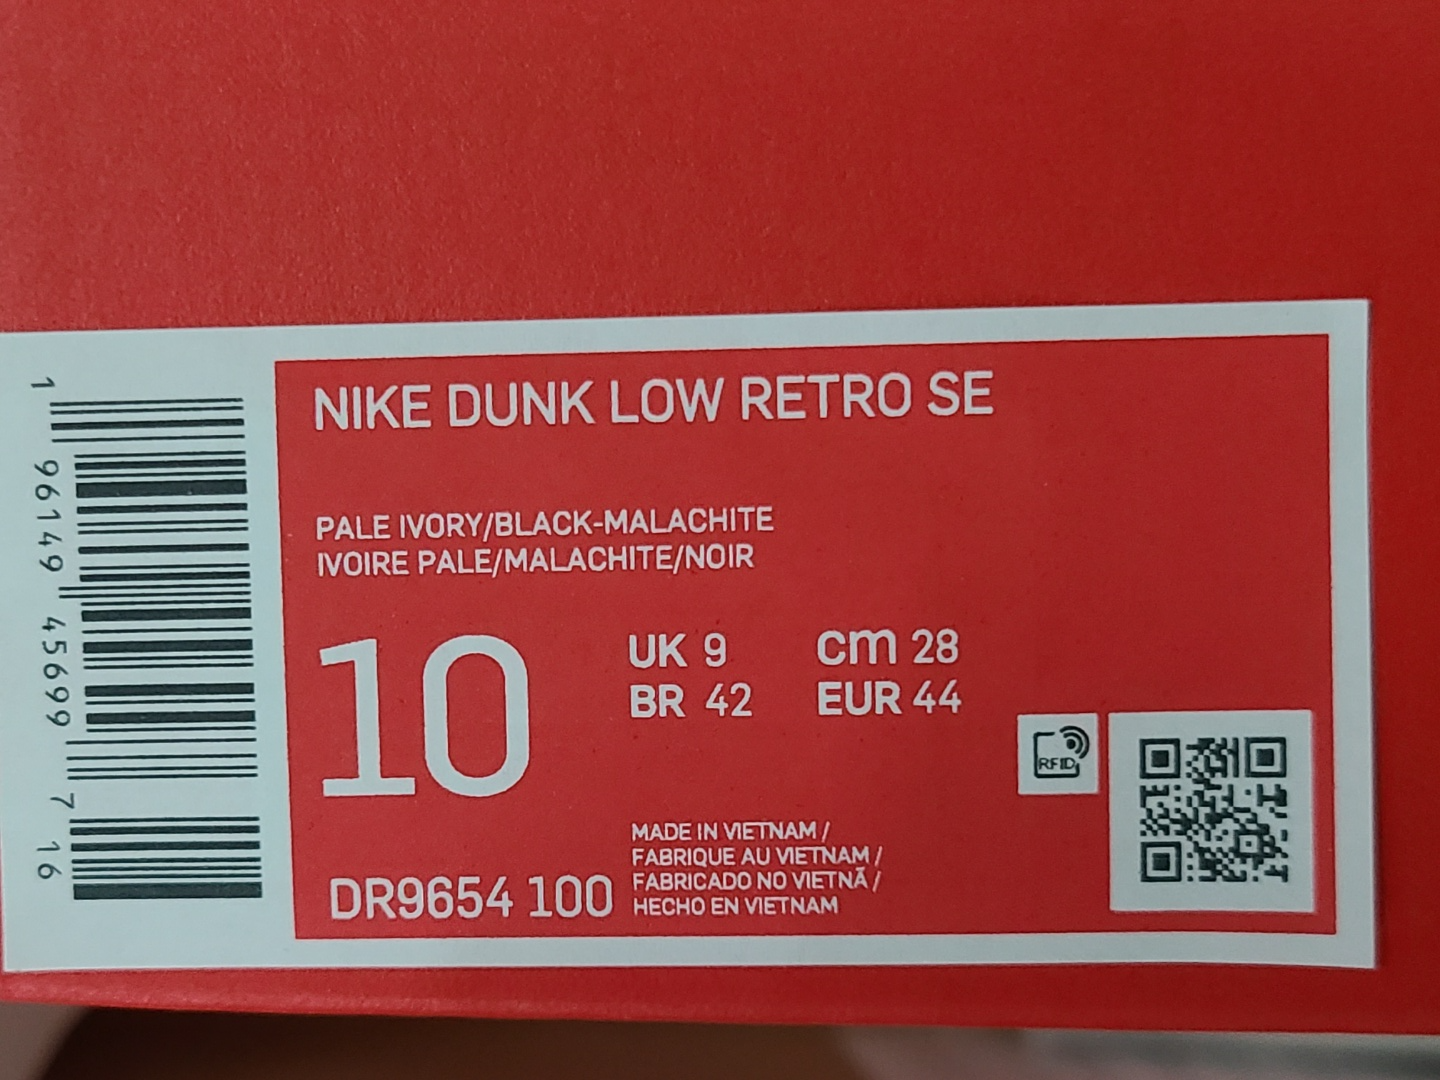 NIKE DUNK LOW RETRO SE
PALE IVORY/BLACK-MALACHITE
IVOIRE PALE/MALACHITE/NOIR
10
UK 9
CM 28
BR 42
EUR 44
RFID
MADE IN VIETNAM /
FABRIQUE AU VIETNAM /
FABRICADO NO VIETNÃ /
HECHO EN VIETNAM
DR9654 100
1 96149 45699 7 16